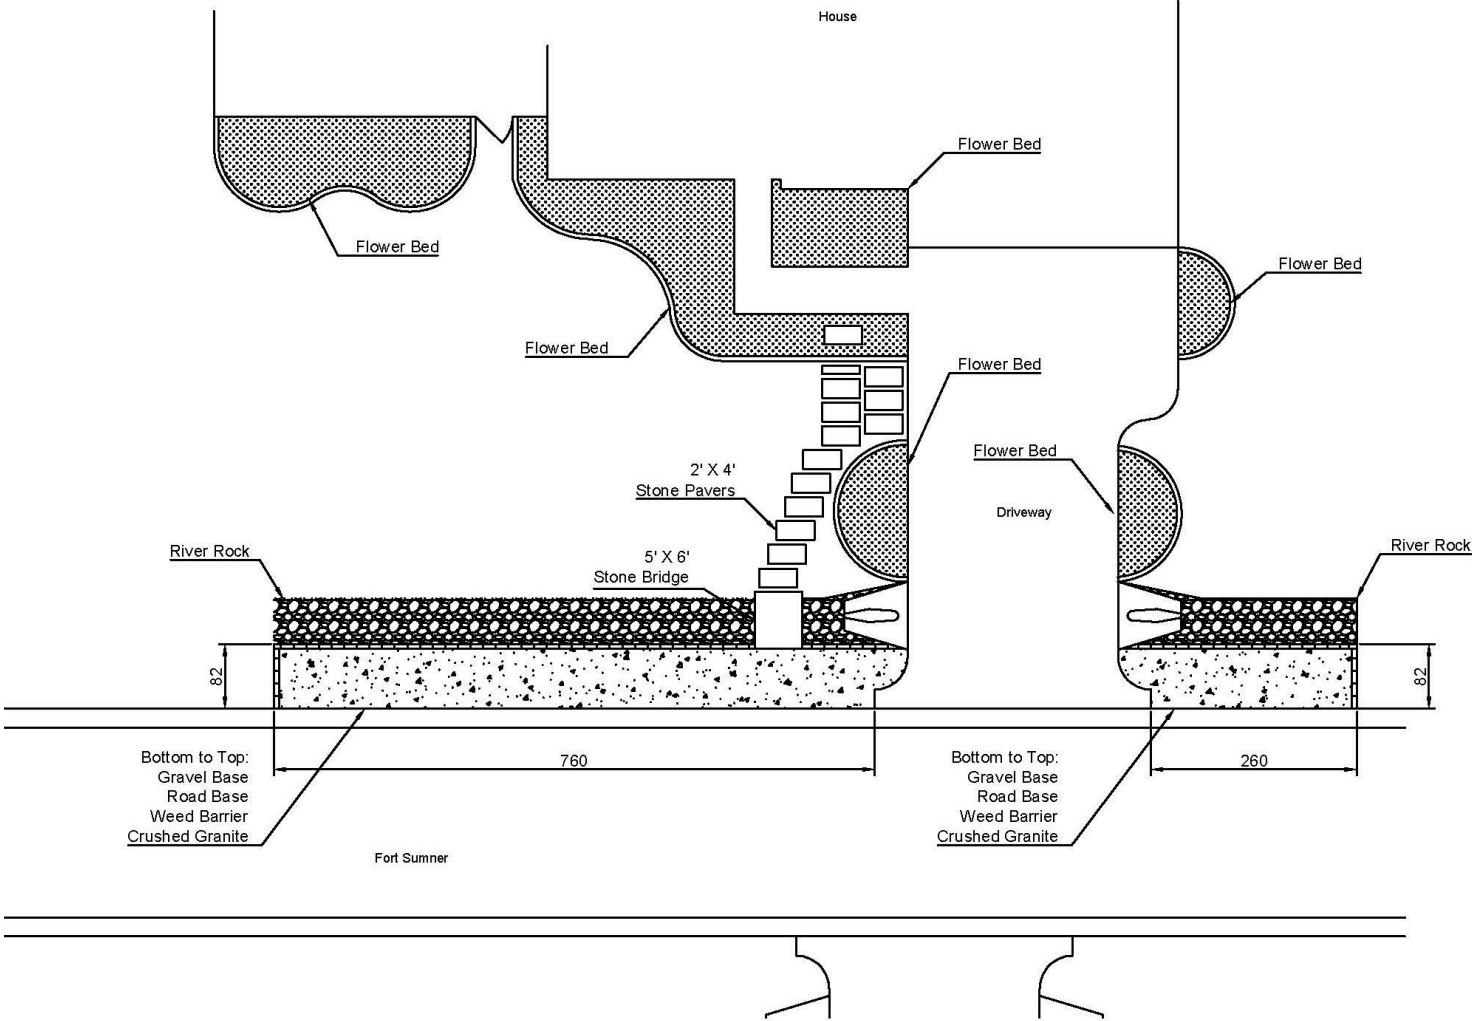 House
Flower Bed
Flower Bed
Flower Bed
Flower Bed
Flower Bed
Flower Bed
2' X 4'
Stone Pavers
Driveway
River Rock
River Rock
5' X 6'
Stone Bridge
82
82
760
260
Bottom to Top:
Gravel Base
Road Base
Weed Barrier
Crushed Granite
Bottom to Top:
Gravel Base
Road Base
Weed Barrier
Crushed Granite
Fort Sumner